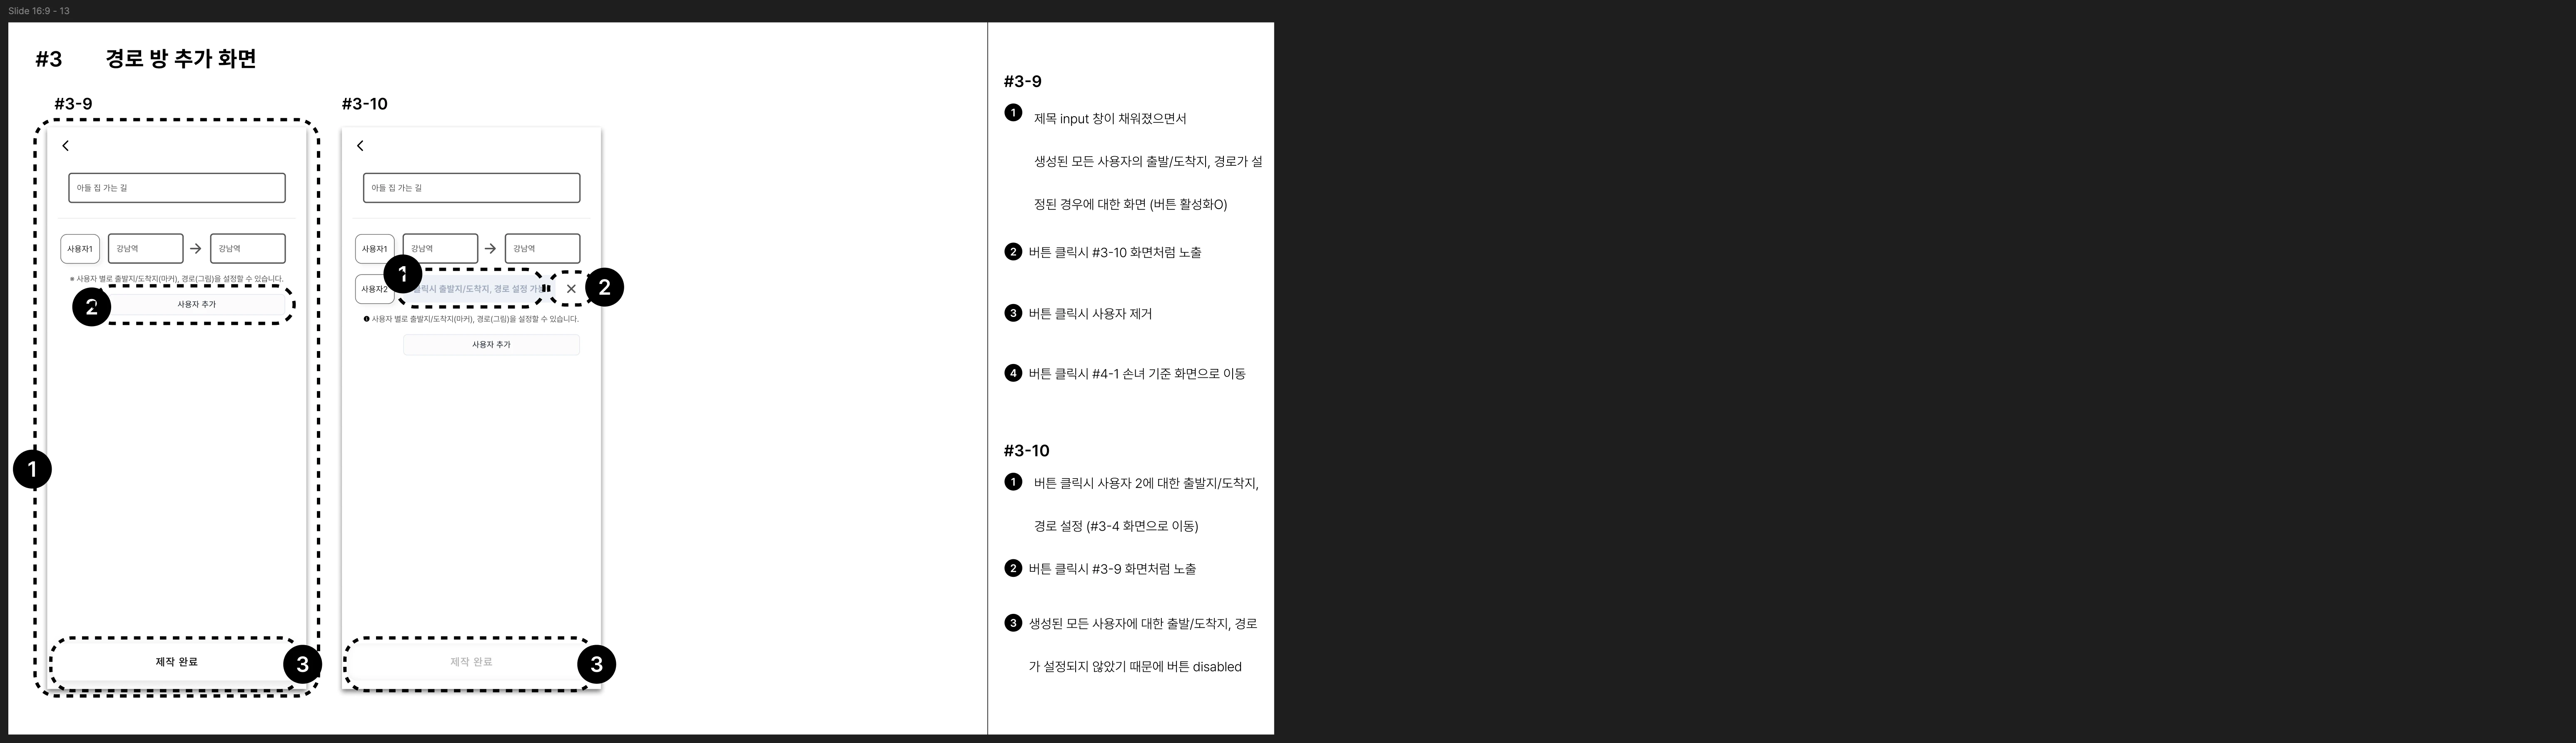 Slide 16:9 - 13
#3 경로 방 추가 화면
#3-9
아들 집 가는 길
사용자1 강남역 → 강남역
※ 사용자 별로 출발지/도착지(마커), 경로(그림)을 설정할 수 있습니다.
2 사용자 추가
1
제작 완료 3
#3-10
아들 집 가는 길
사용자1 강남역 → 강남역
1
사용자2 출발지/도착지, 경로 설정 2
사용자 별로 출발지/도착지(마커), 경로(그림)을 설정할 수 있습니다.
사용자 추가
제작 완료 3
#3-9
1 제목 input 창이 채워졌으면서
생성된 모든 사용자의 출발/도착지, 경로가 설
정된 경우에 대한 화면 (버튼 활성화O)
2 버튼 클릭시 #3-10 화면처럼 노출
3 버튼 클릭시 사용자 제거
4 버튼 클릭시 #4-1 손녀 기준 화면으로 이동
#3-10
1 버튼 클릭시 사용자 2에 대한 출발지/도착지,
경로 설정 (#3-4 화면으로 이동)
2 버튼 클릭시 #3-9 화면처럼 노출
3 생성된 모든 사용자에 대한 출발/도착지, 경로
가 설정되지 않았기 때문에 버튼 disabled